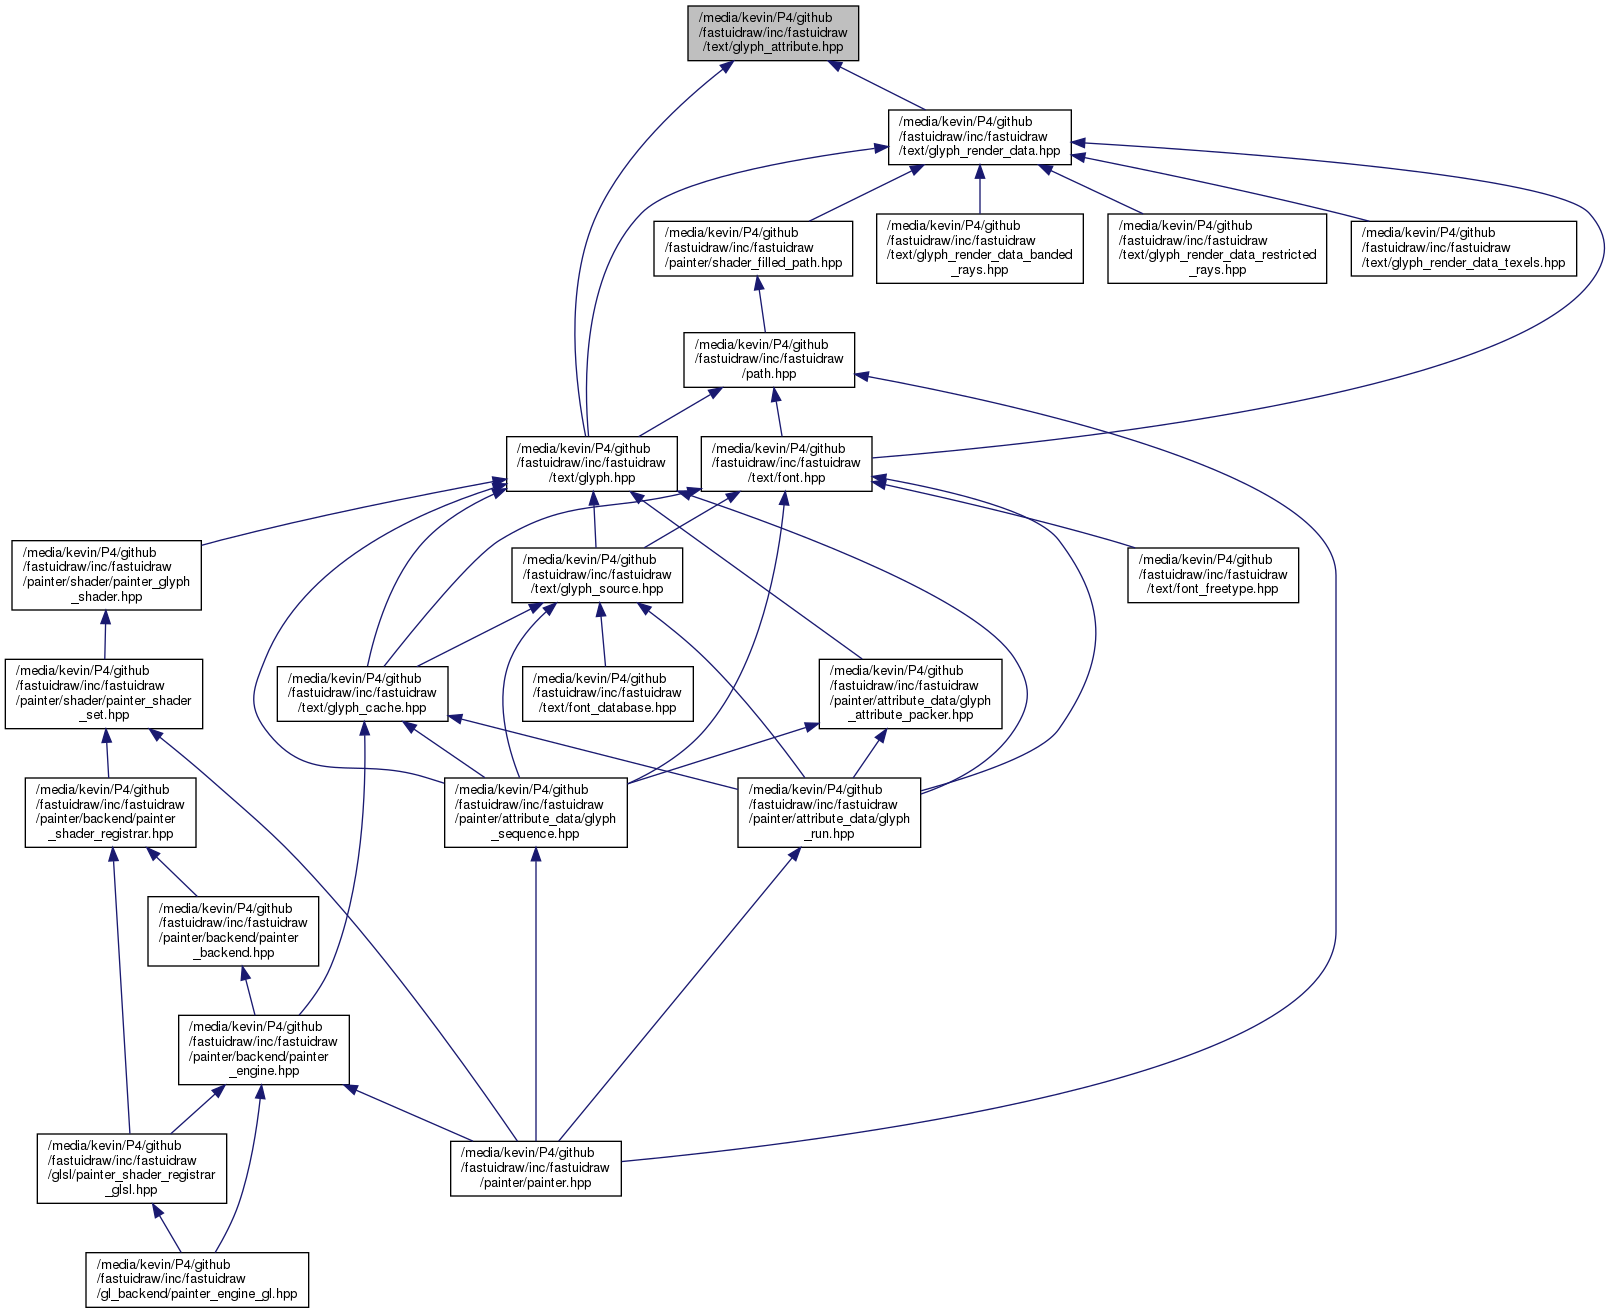 /media/kevin/P4/github
/fastuidraw/inc/fastuidraw
/text/glyph_attribute.hpp
/media/kevin/P4/github
/fastuidraw/inc/fastuidraw
/text/glyph_render_data.hpp
/media/kevin/P4/github
/fastuidraw/inc/fastuidraw
/painter/shader_filled_path.hpp
/media/kevin/P4/github
/fastuidraw/inc/fastuidraw
/text/glyph_render_data_banded
_rays.hpp
/media/kevin/P4/github
/fastuidraw/inc/fastuidraw
/text/glyph_render_data_restricted
_rays.hpp
/media/kevin/P4/github
/fastuidraw/inc/fastuidraw
/text/glyph_render_data_texels.hpp
/media/kevin/P4/github
/fastuidraw/inc/fastuidraw
/path.hpp
/media/kevin/P4/github
/fastuidraw/inc/fastuidraw
/text/glyph.hpp
/media/kevin/P4/github
/fastuidraw/inc/fastuidraw
/text/font.hpp
/media/kevin/P4/github
/fastuidraw/inc/fastuidraw
/painter/shader/painter_glyph
_shader.hpp
/media/kevin/P4/github
/fastuidraw/inc/fastuidraw
/text/glyph_source.hpp
/media/kevin/P4/github
/fastuidraw/inc/fastuidraw
/text/font_freetype.hpp
/media/kevin/P4/github
/fastuidraw/inc/fastuidraw
/painter/shader/painter_shader
_set.hpp
/media/kevin/P4/github
/fastuidraw/inc/fastuidraw
/text/glyph_cache.hpp
/media/kevin/P4/github
/fastuidraw/inc/fastuidraw
/text/font_database.hpp
/media/kevin/P4/github
/fastuidraw/inc/fastuidraw
/painter/attribute_data/glyph
_attribute_packer.hpp
/media/kevin/P4/github
/fastuidraw/inc/fastuidraw
/painter/backend/painter
_shader_registrar.hpp
/media/kevin/P4/github
/fastuidraw/inc/fastuidraw
/painter/attribute_data/glyph
_sequence.hpp
/media/kevin/P4/github
/fastuidraw/inc/fastuidraw
/painter/attribute_data/glyph
_run.hpp
/media/kevin/P4/github
/fastuidraw/inc/fastuidraw
/painter/backend/painter
_backend.hpp
/media/kevin/P4/github
/fastuidraw/inc/fastuidraw
/painter/backend/painter
_engine.hpp
/media/kevin/P4/github
/fastuidraw/inc/fastuidraw
/glsl/painter_shader_registrar
_glsl.hpp
/media/kevin/P4/github
/fastuidraw/inc/fastuidraw
/painter/painter.hpp
/media/kevin/P4/github
/fastuidraw/inc/fastuidraw
/gl_backend/painter_engine_gl.hpp